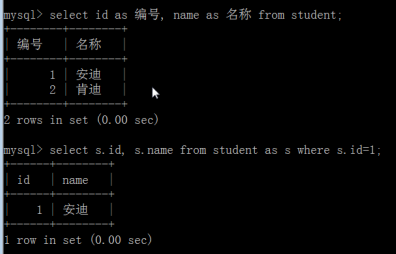 mysql> select id as 编号, name as 名称 from student;
+--------+--------+
| 编号   | 名称   |
+--------+--------+
|      1 | 安迪   |
|      2 | 肯迪   |
+--------+--------+
2 rows in set (0.00 sec)
mysql> select s.id, s.name from student as s where s.id=1;
+------+--------+
| id   | name   |
+------+--------+
|    1 | 安迪   |
+------+--------+
1 row in set (0.00 sec)